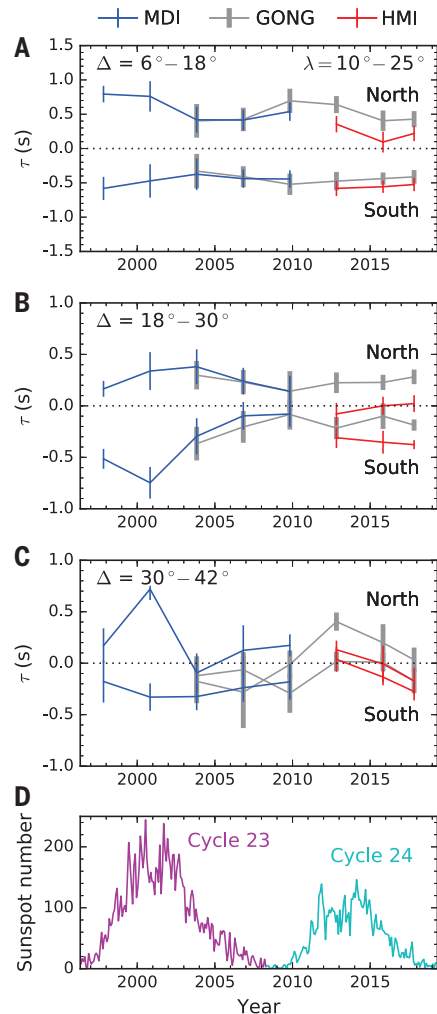 MDI GONG HMI
A
Δ = 6°−18° λ = 10°−25°
North
South
τ (s)
1.5
1.0
0.5
0.0
−0.5
−1.0
1.5
2000 2005 2010 2015
B
Δ = 18°−30°
North
South
τ (s)
1.0
0.5
0.0
−0.5
−1.0
2000 2005 2010 2015
C
Δ = 30°−42°
North
South
τ (s)
1.0
0.5
0.0
−0.5
−1.0
2000 2005 2010 2015
D
Cycle 23
Cycle 24
Sunspot number
200
100
0
2000 2005 2010 2015
Year